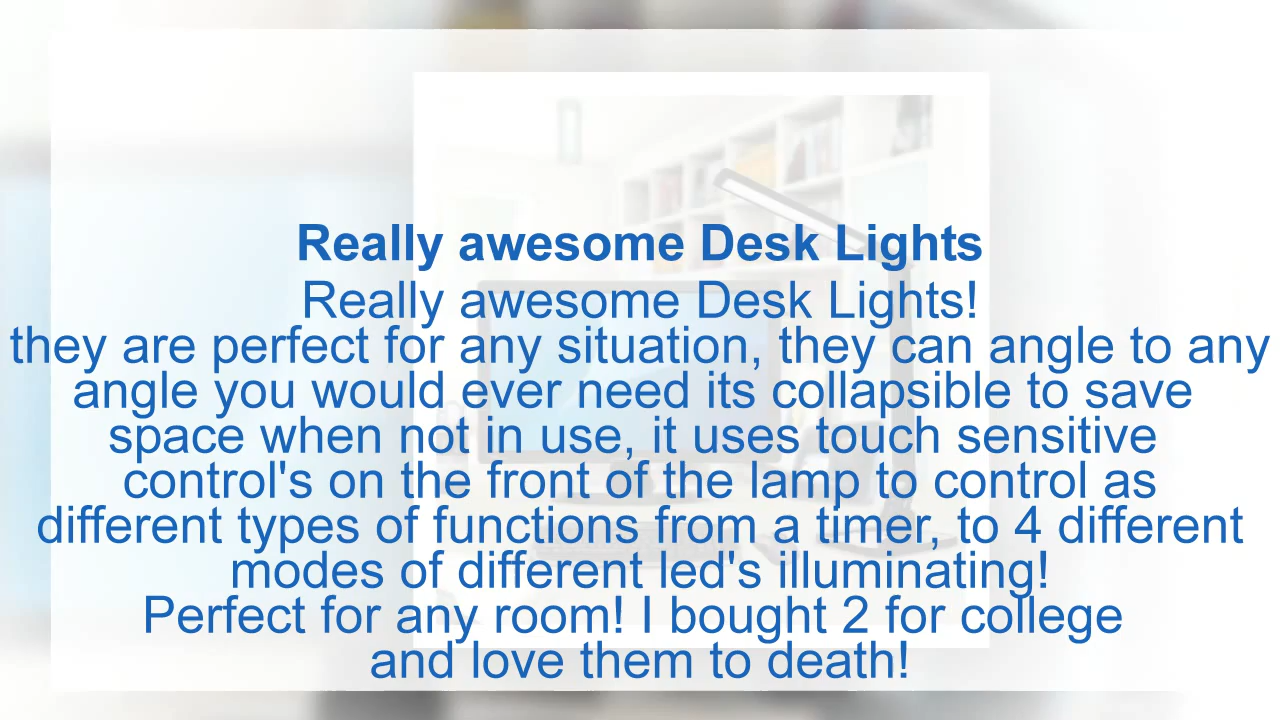 Really awesome Desk Lights
Really awesome Desk Lights!
they are perfect for any situation, they can angle to any
angle you would ever need its collapsible to save
space when not in use, it uses touch sensitive
control's on the front of the lamp to control as
different types of functions from a timer, to 4 different
modes of different led's illuminating!
Perfect for any room! I bought 2 for college
and love them to death!